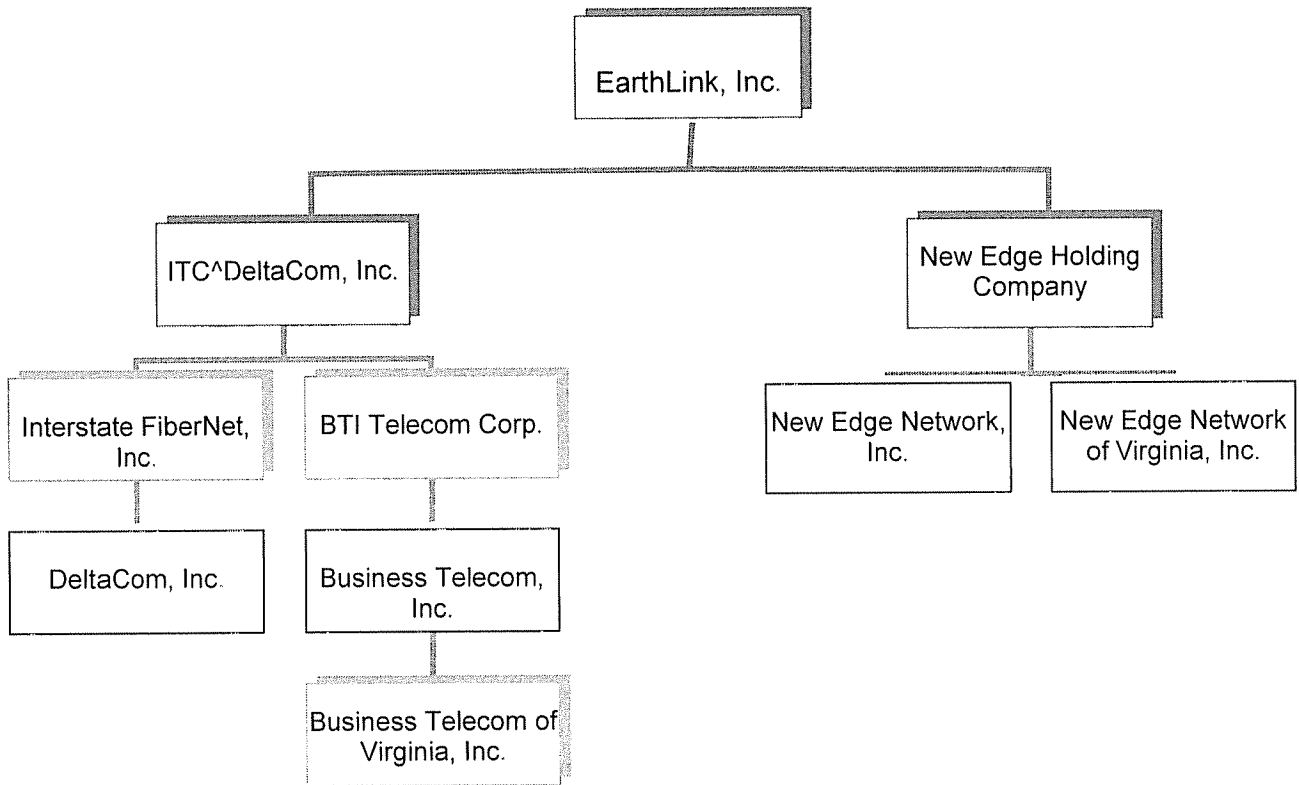 EarthLink, Inc.
ITC^DeltaCom, Inc.
New Edge Holding
Company
Interstate FiberNet,
Inc.
BTI Telecom Corp.
New Edge Network,
Inc.
New Edge Network
of Virginia, Inc.
DeltaCom, Inc.
Business Telecom,
Inc.
Business Telecom of
Virginia, Inc.